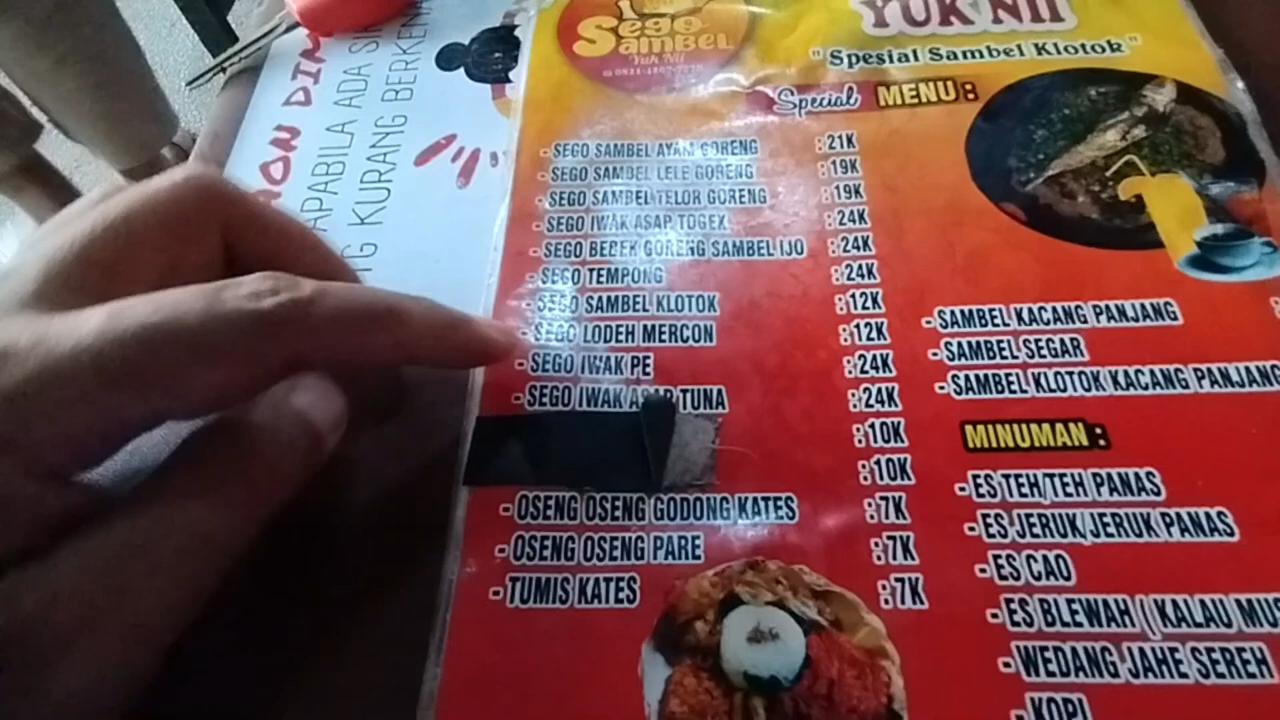 Sego
Sambel
Yuk Nii
YUK NII
"Spesial Sambel Klotok"
Special MENU :
- SEGO SAMBEL AYAM GORENG : 21K
- SEGO SAMBEL LELE GORENG : 19K
- SEGO SAMBEL TELOR GORENG : 19K
- SEGO IWAK ASAP TOGEX : 24K
- SEGO BEBEK GORENG SAMBEL IJO : 24K
- SEGO TEMPONG : 24K
- SEGO SAMBEL KLOTOK : 12K
- SEGO LODEH MERCON : 12K
- SEGO IWAK PE : 24K
- SEGO IWAK ASAP TUNA : 24K
: 10K
: 10K
- OSENG OSENG GODONG KATES : 7K
- OSENG OSENG PARE : 7K
- TUMIS KATES : 7K
- SAMBEL KACANG PANJANG :
- SAMBEL SEGAR
- SAMBEL KLOTOK KACANG PANJANG
MINUMAN :
- ES TEH/TEH PANAS
- ES JERUK/JERUK PANAS
- ES CAO
- ES BLEWAH ( KALAU MUS
- WEDANG JAHE SEREH
- KOPI
APABILA ADA
KURANG BERKEN